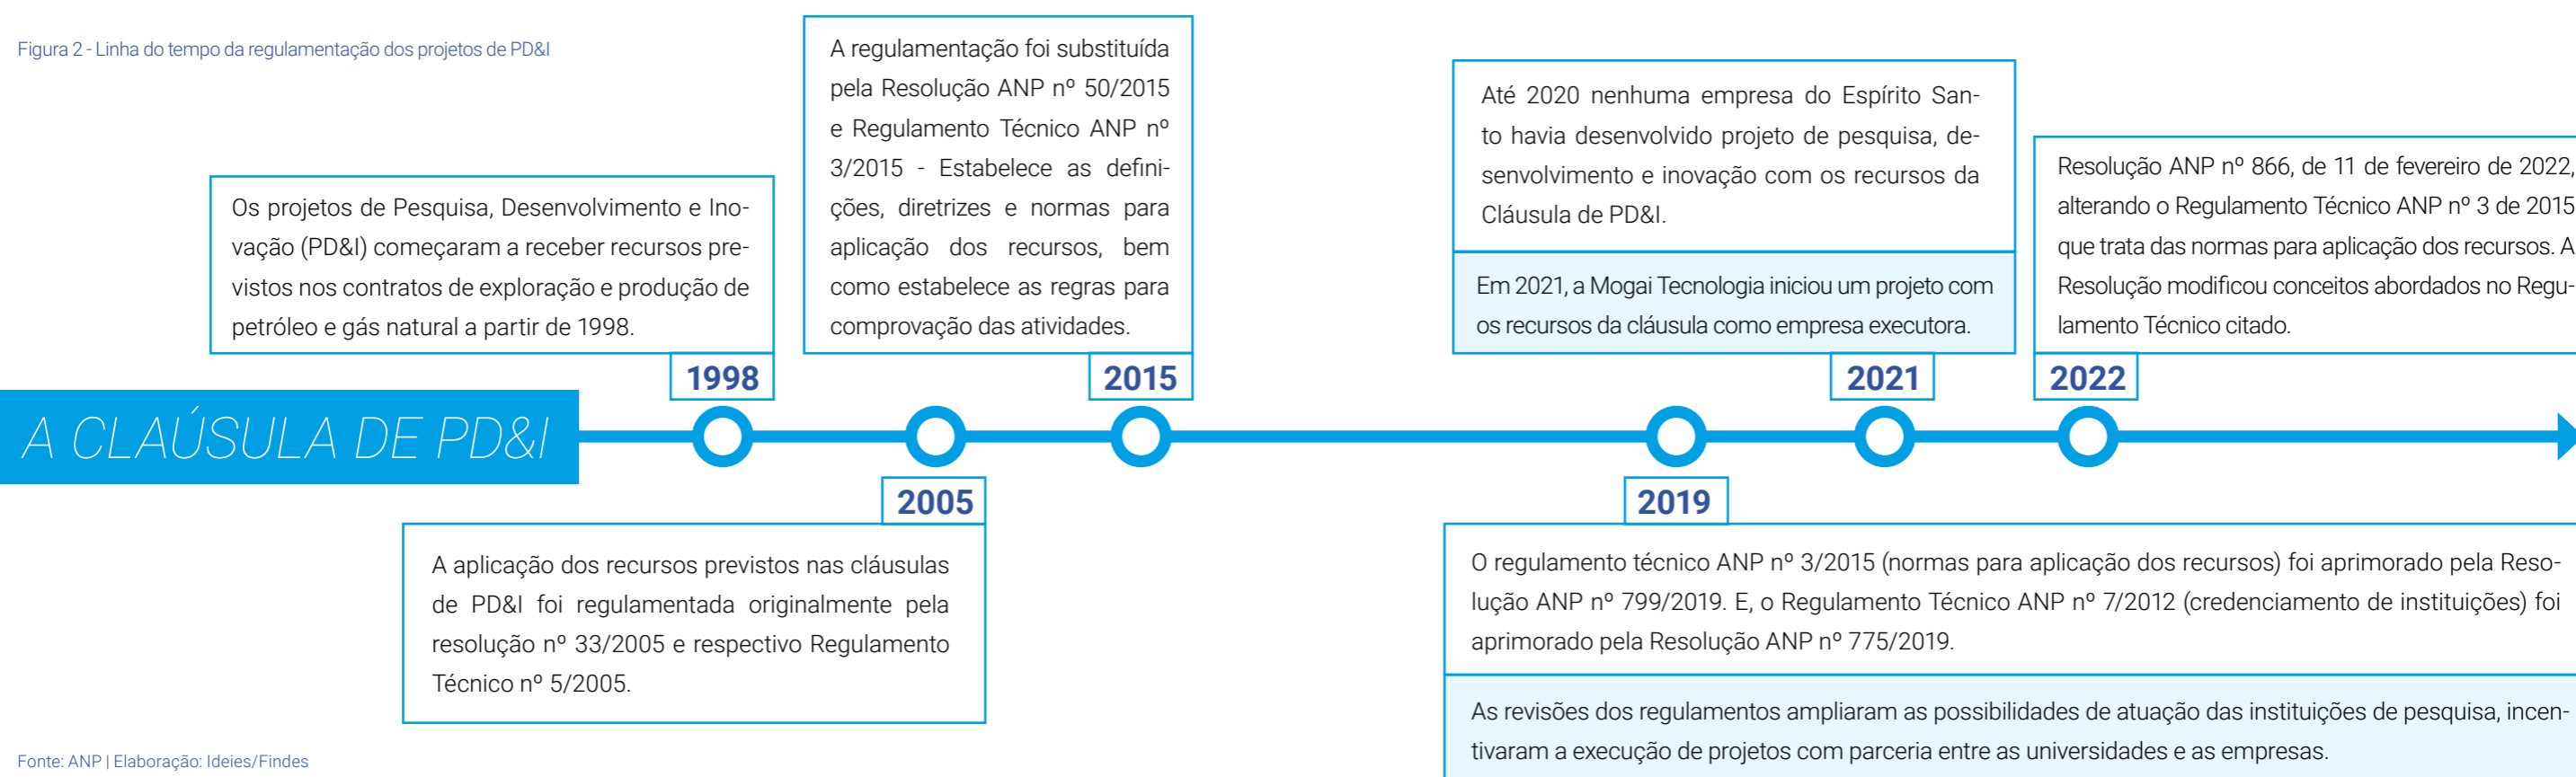 Figura 2 - Linha do tempo da regulamentação dos projetos de PD&I
Os projetos de Pesquisa, Desenvolvimento e Ino-
vação (PD&I) começaram a receber recursos pre-
vistos nos contratos de exploração e produção de
petróleo e gás natural a partir de 1998.
1998
A regulamentação foi substituída
pela Resolução ANP nº 50/2015
e Regulamento Técnico ANP nº
3/2015 - Estabelece as defini-
ções, diretrizes e normas para
aplicação dos recursos, bem
como estabelece as regras para
comprovação das atividades.
2015
Até 2020 nenhuma empresa do Espírito San-
to havia desenvolvido projeto de pesquisa, de-
senvolvimento e inovação com os recursos da
Cláusula de PD&I.
Em 2021, a Mogai Tecnologia iniciou um projeto com
os recursos da cláusula como empresa executora.
2021
Resolução ANP nº 866, de 11 de fevereiro de 2022,
alterando o Regulamento Técnico ANP nº 3 de 2015
que trata das normas para aplicação dos recursos. A
Resolução modificou conceitos abordados no Regu-
lamento Técnico citado.
2022
A CLAÚSULA DE PD&I
2005
A aplicação dos recursos previstos nas cláusulas
de PD&I foi regulamentada originalmente pela
resolução nº 33/2005 e respectivo Regulamento
Técnico nº 5/2005.
2019
O regulamento técnico ANP nº 3/2015 (normas para aplicação dos recursos) foi aprimorado pela Reso-
lução ANP nº 799/2019. E, o Regulamento Técnico ANP nº 7/2012 (credenciamento de instituições) foi
aprimorado pela Resolução ANP nº 775/2019.
As revisões dos regulamentos ampliaram as possibilidades de atuação das instituições de pesquisa, incen-
tivaram a execução de projetos com parceria entre as universidades e as empresas.
Fonte: ANP | Elaboração: Ideies/Findes